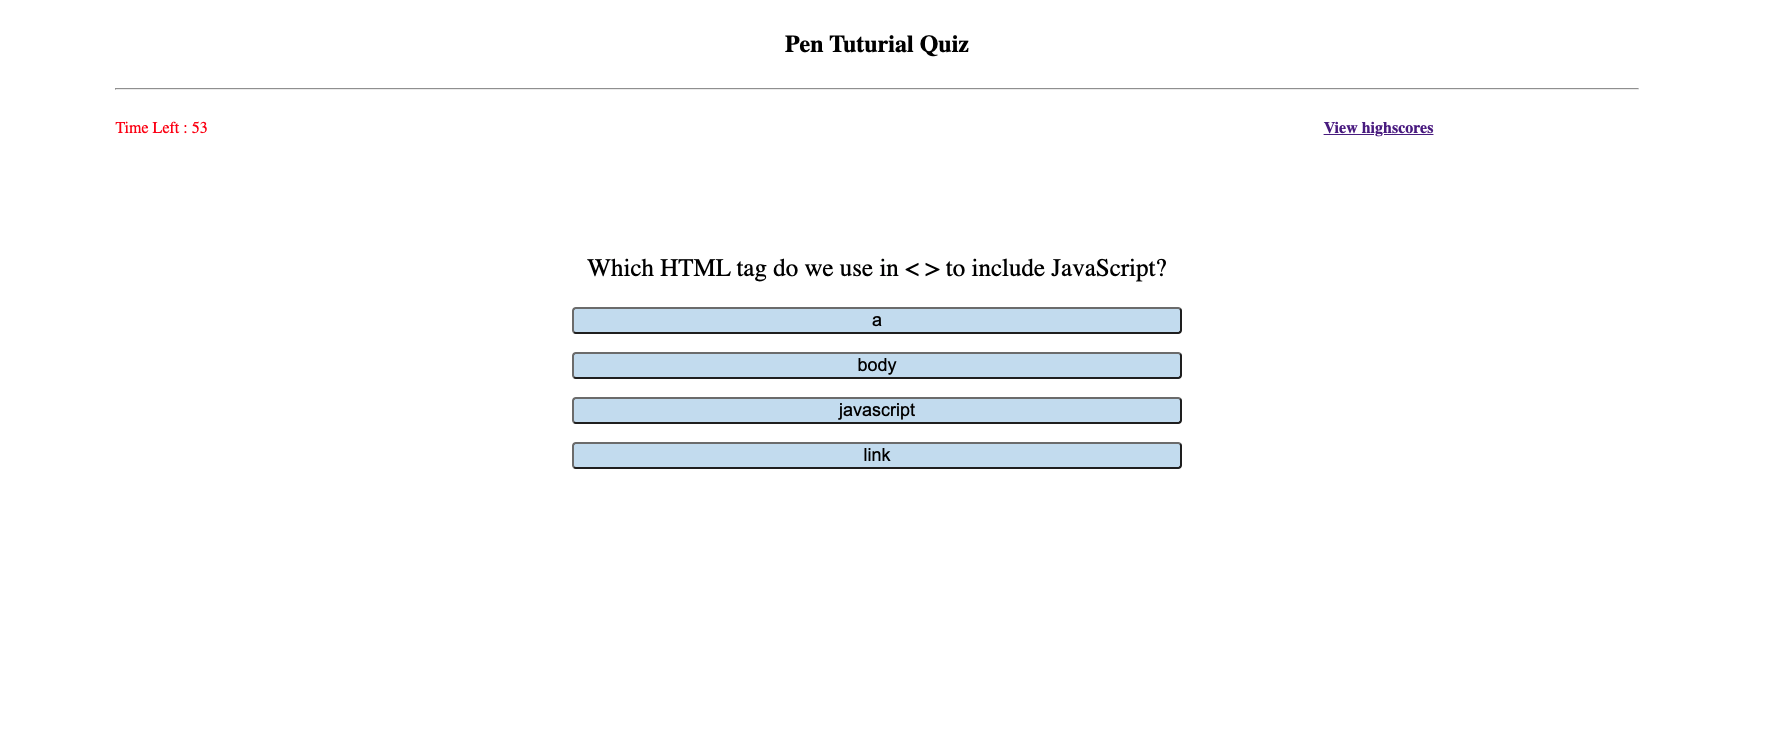 Pen Tuturial Quiz
Time Left : 53
View highscores
Which HTML tag do we use in < > to include JavaScript?
a
body
javascript
link